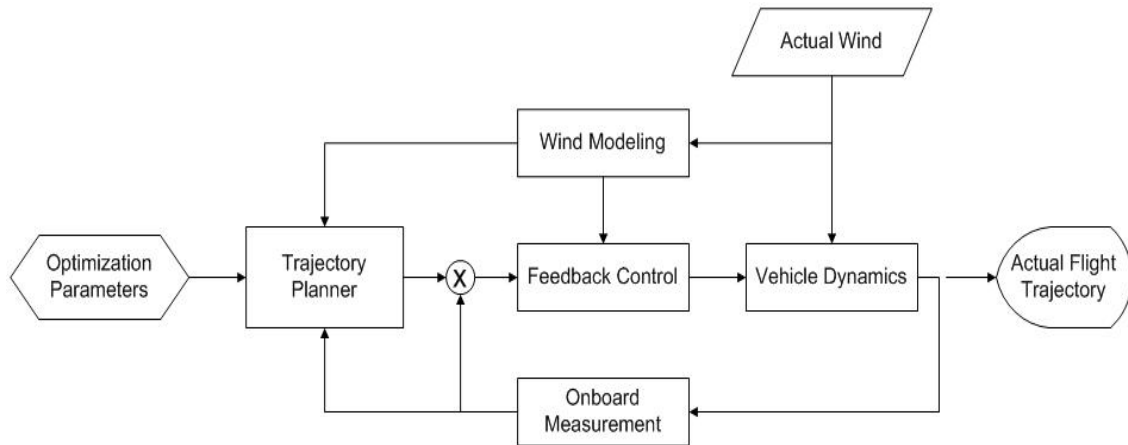 Actual Wind
Wind Modeling
Optimization
Parameters
Trajectory
Planner
X
Feedback Control
Vehicle Dynamics
Actual Flight
Trajectory
Onboard
Measurement